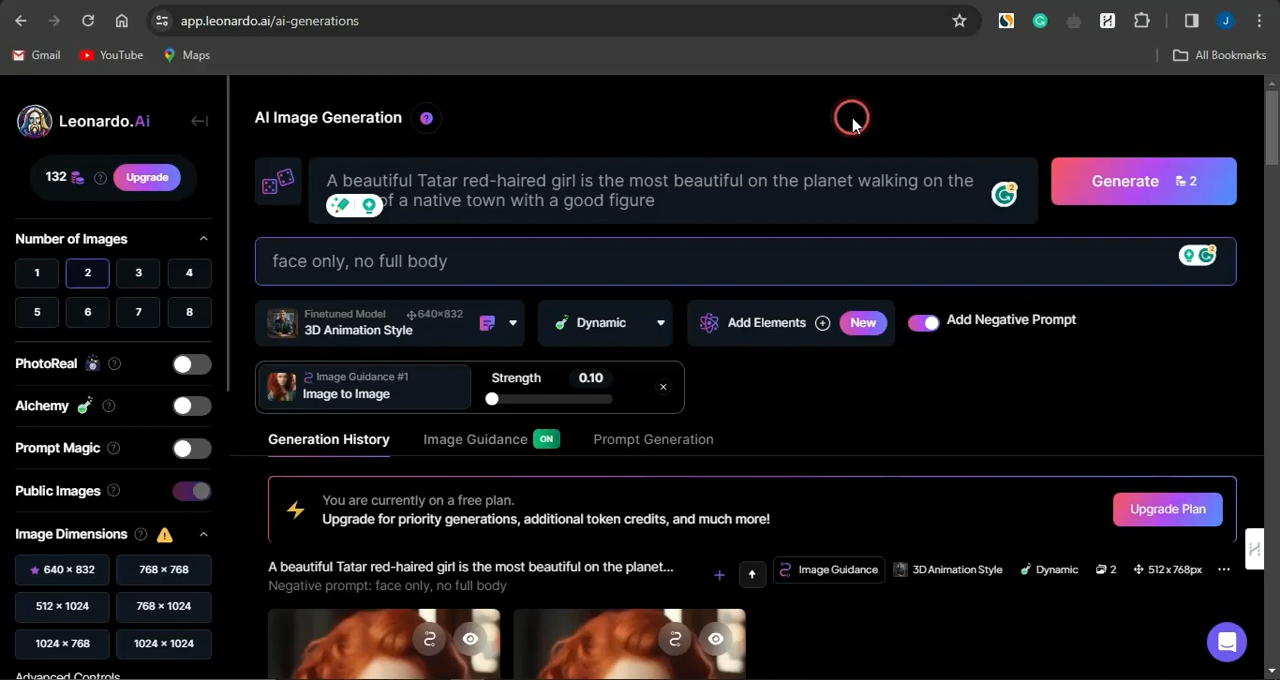 app.leonardo.ai/ai-generations
J
Gmail
YouTube
Maps
All Bookmarks
Leonardo.Ai
AI Image Generation ?
132 ? Upgrade
A beautiful Tatar red-haired girl is the most beautiful on the planet walking on the
of a native town with a good figure
2
Generate 2
Number of Images
1 2 3 4
5 6 7 8
face only, no full body
2
Finetuned Model 640×832
3D Animation Style
Dynamic
Add Elements New
Add Negative Prompt
PhotoReal ?
Alchemy ?
Prompt Magic ?
Public Images ?
Image Guidance #1
Image to Image
Strength 0.10
Generation History
Image Guidance ON
Prompt Generation
You are currently on a free plan.
Upgrade for priority generations, additional token credits, and much more!
Upgrade Plan
Image Dimensions ?
640 × 832 768 × 768
512 × 1024 768 × 1024
1024 × 768 1024 × 1024
Advanced Controls
A beautiful Tatar red-haired girl is the most beautiful on the planet...
Negative prompt: face only, no full body
Image Guidance
3D Animation Style
Dynamic
2
512 x 768px